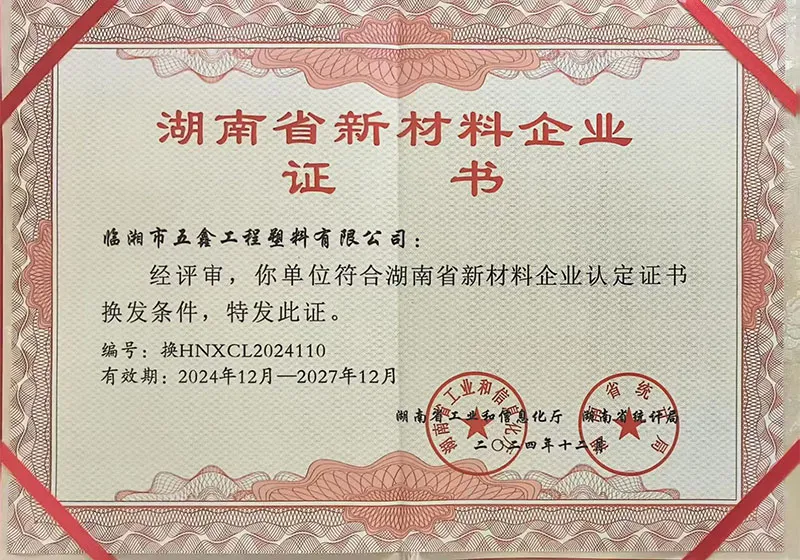 湖南省新材料企业
证 书
临湘市五鑫工程塑料有限公司：
经评审，你单位符合湖南省新材料企业认定证书
换发条件，特发此证。
编号：换HNXCL2024110
有效期：2024年12月—2027年12月
湖南省工业和信息化厅 湖南省统计局
二〇二四年十二月